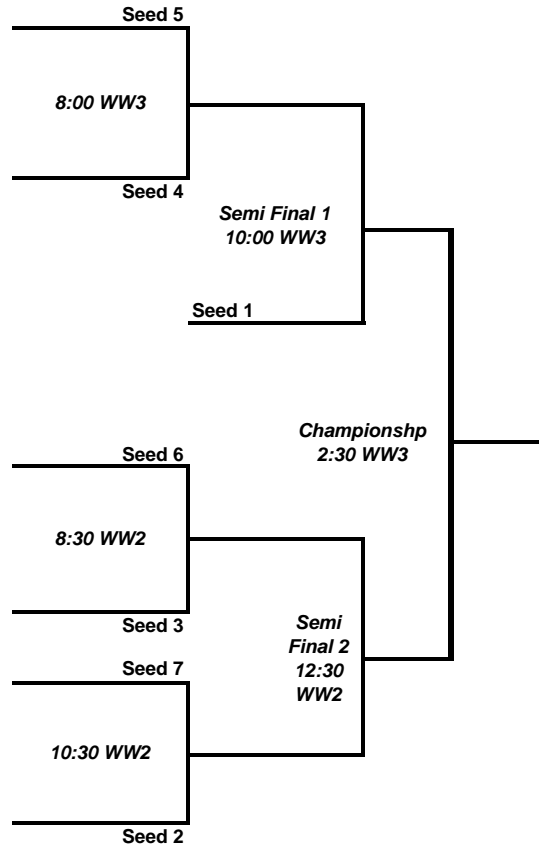 Seed 5
8:00 WW3
Seed 4
Semi Final 1
10:00 WW3
Seed 1
Championshp
2:30 WW3
Seed 6
8:30 WW2
Seed 3
Semi
Final 2
12:30
WW2
Seed 7
10:30 WW2
Seed 2